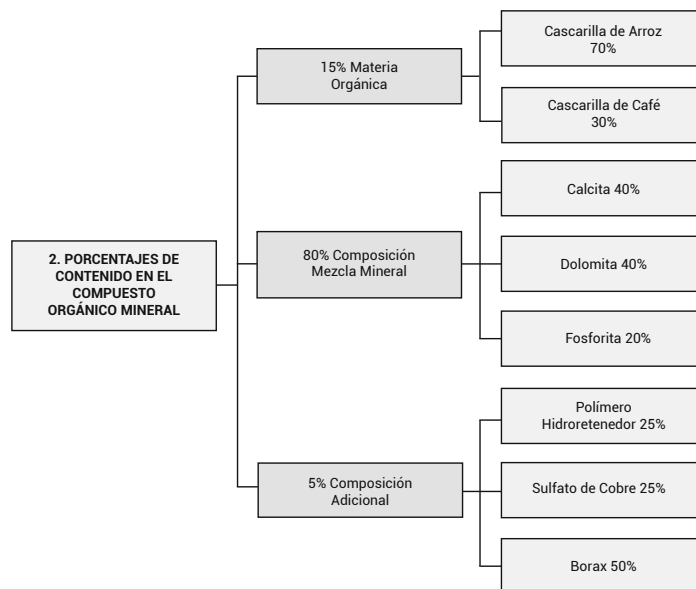 2. PORCENTAJES DE
CONTENIDO EN EL
COMPUESTO
ORGÁNICO MINERAL
15% Materia
Orgánica
Cascarilla de Arroz
70%
Cascarilla de Café
30%
80% Composición
Mezcla Mineral
Calcita 40%
Dolomita 40%
Fosforita 20%
5% Composición
Adicional
Polímero
Hidroretenedor 25%
Sulfato de Cobre 25%
Borax 50%